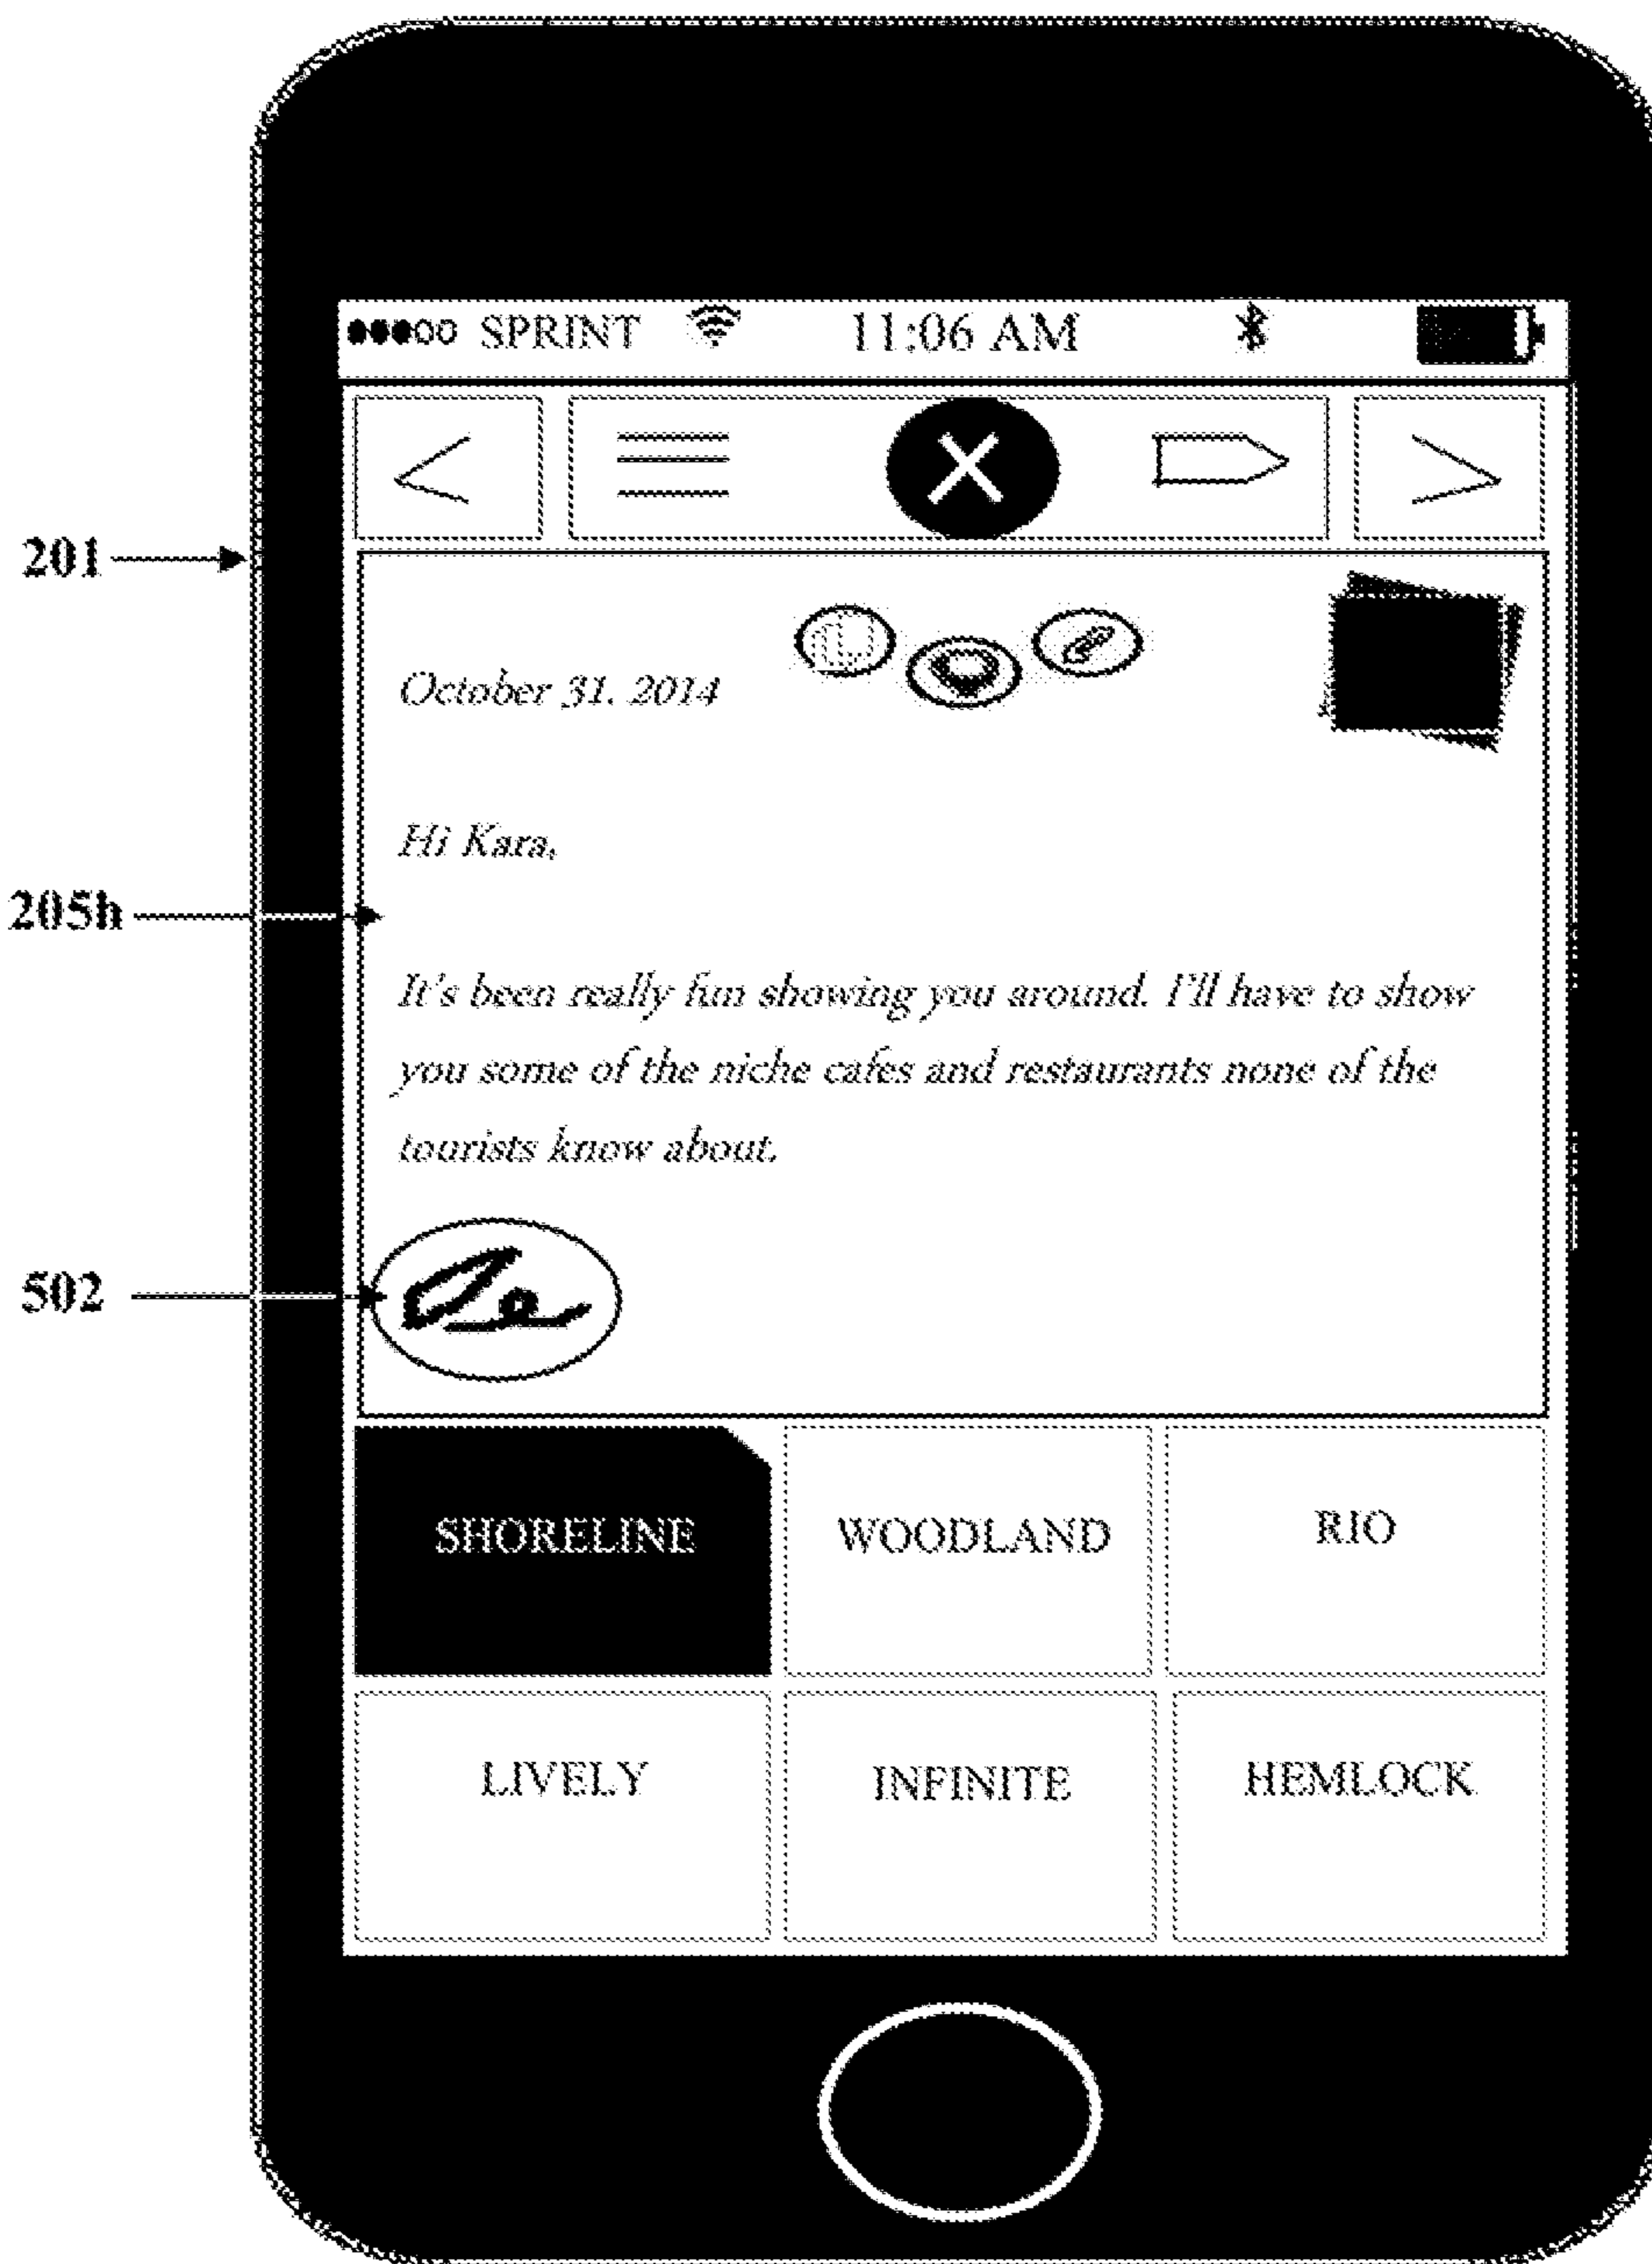 SPRINT 11:06 AM
201
October 31. 2014
Hi Kara,
205h
It's been really fun showing you around. I'll have to show
you some of the niche cafes and restaurants none of the
tourists know about.
502
SHORELINE WOODLAND RIO
LIVELY INFINITE HEMLOCK